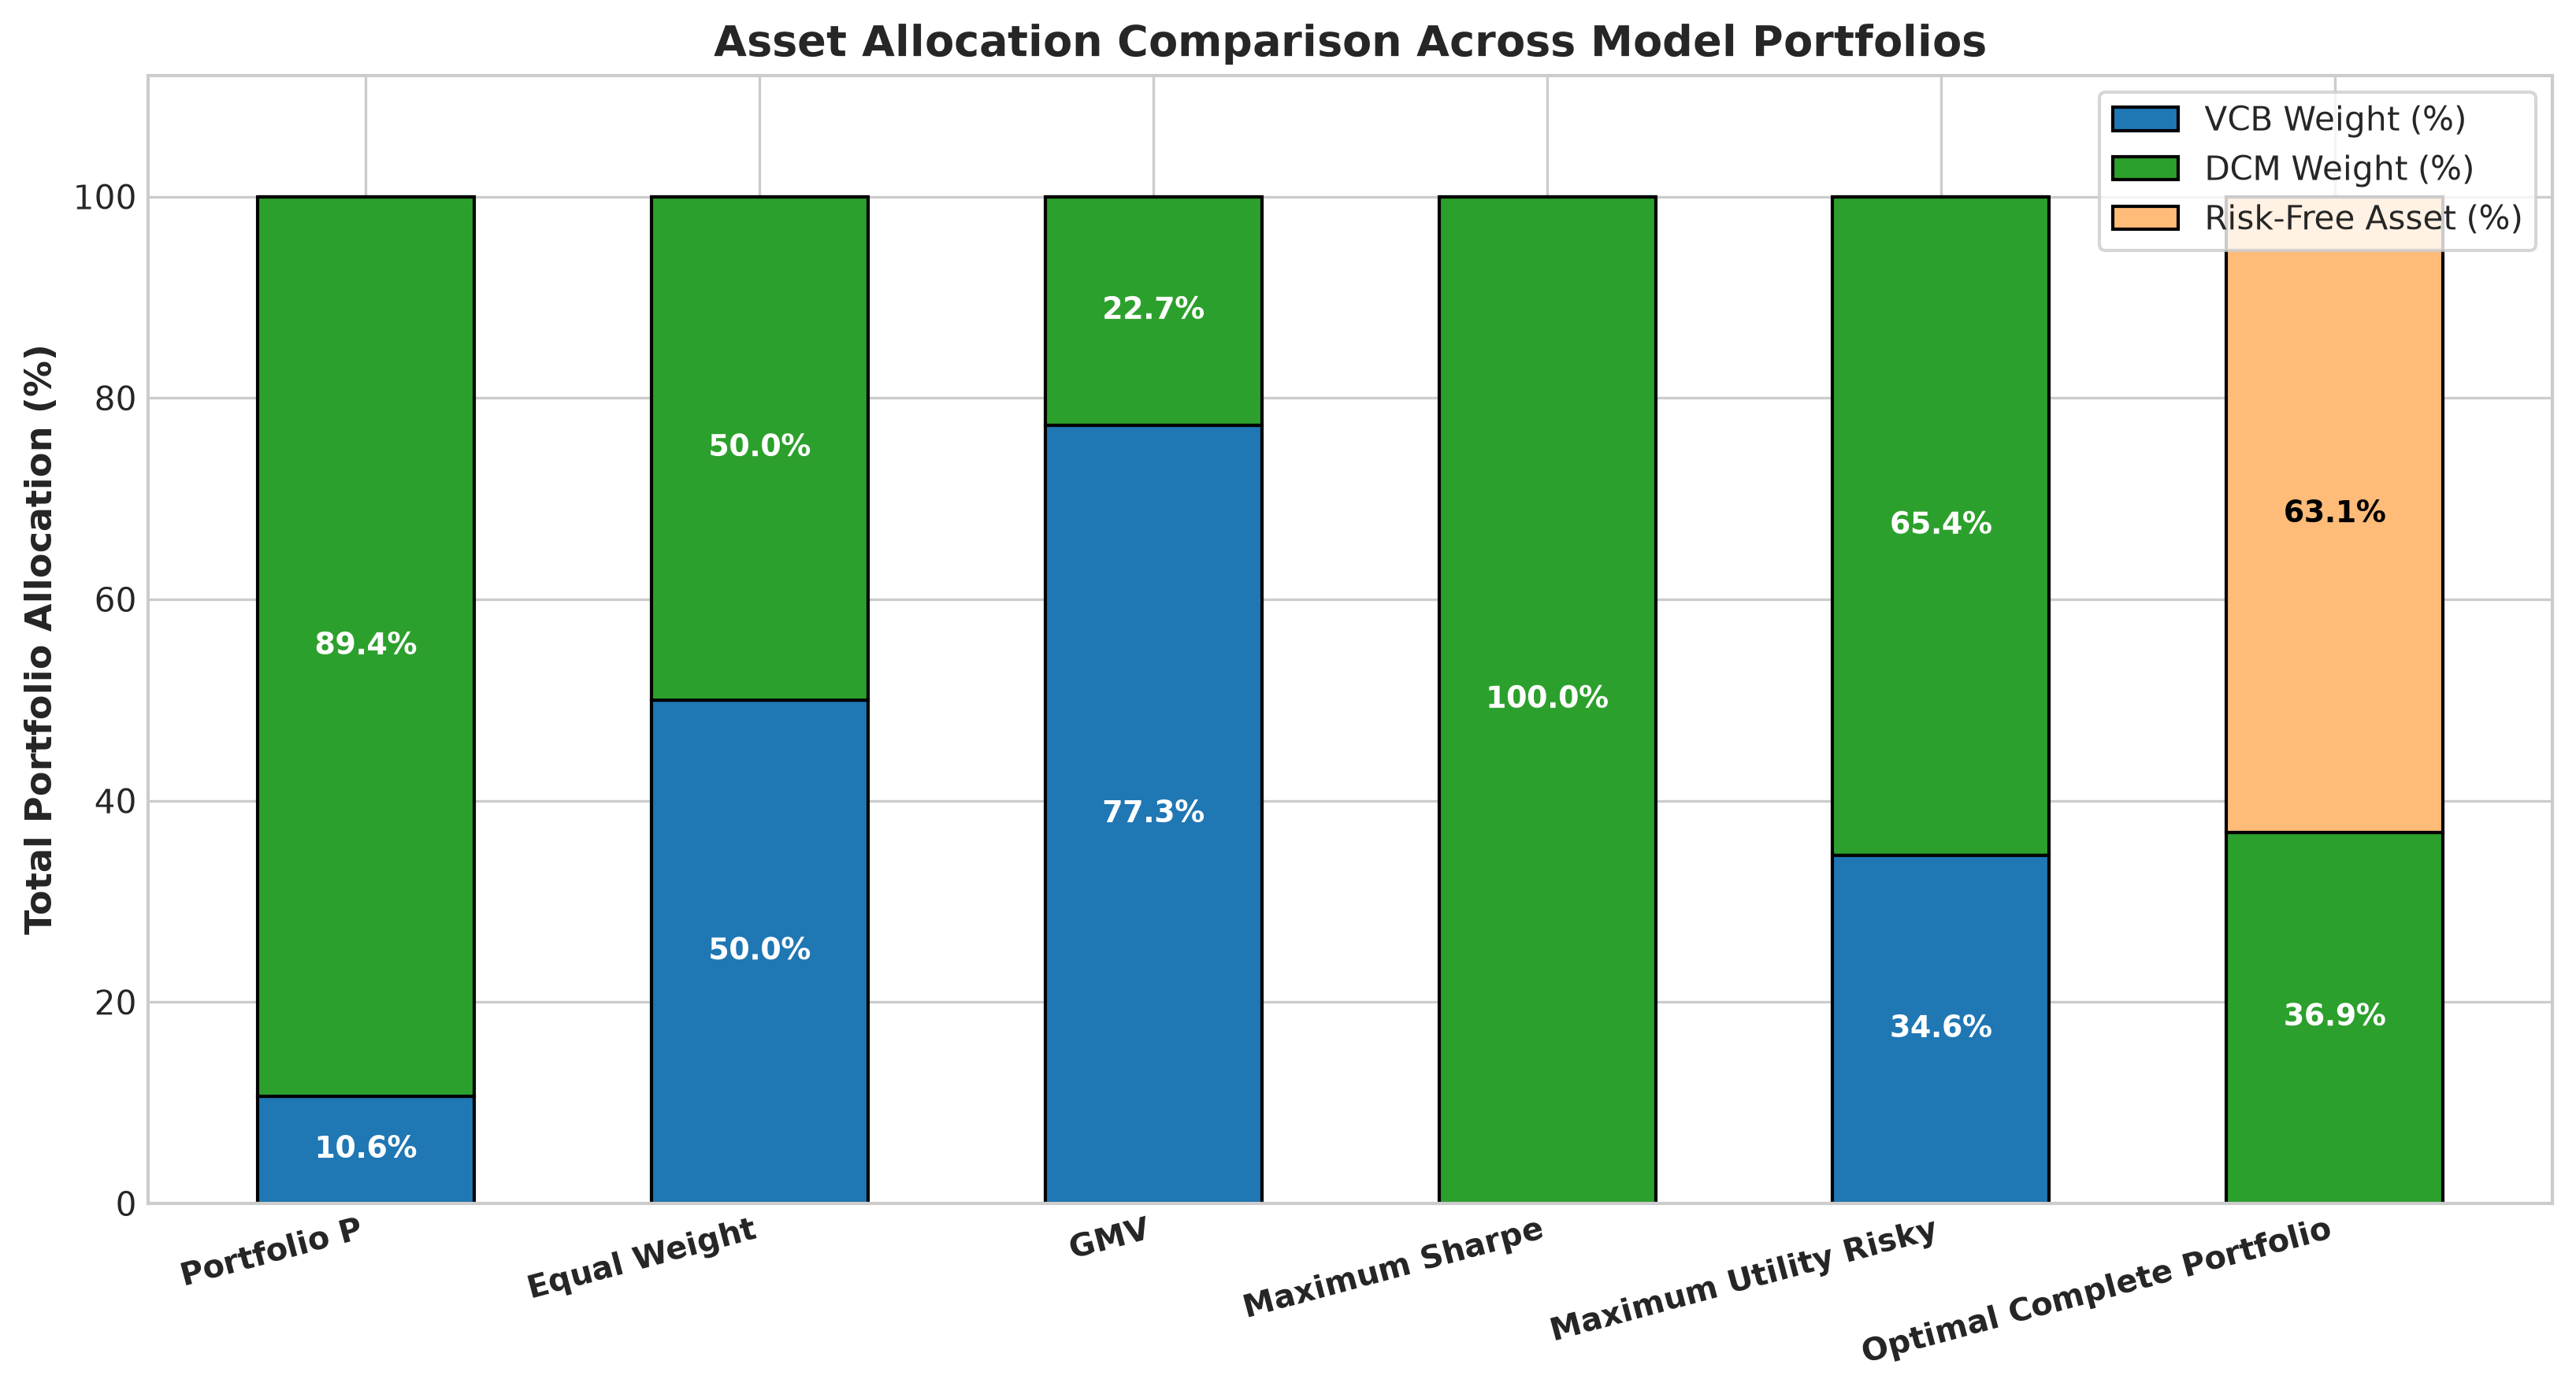 Asset Allocation Comparison Across Model Portfolios
VCB Weight (%)
DCM Weight (%)
Risk-Free Asset (%)
Total Portfolio Allocation (%)
100
80
60
40
20
0
89.4%
10.6%
50.0%
50.0%
22.7%
77.3%
100.0%
65.4%
34.6%
63.1%
36.9%
Portfolio P
Equal Weight
GMV
Maximum Sharpe
Maximum Utility Risky
Optimal Complete Portfolio